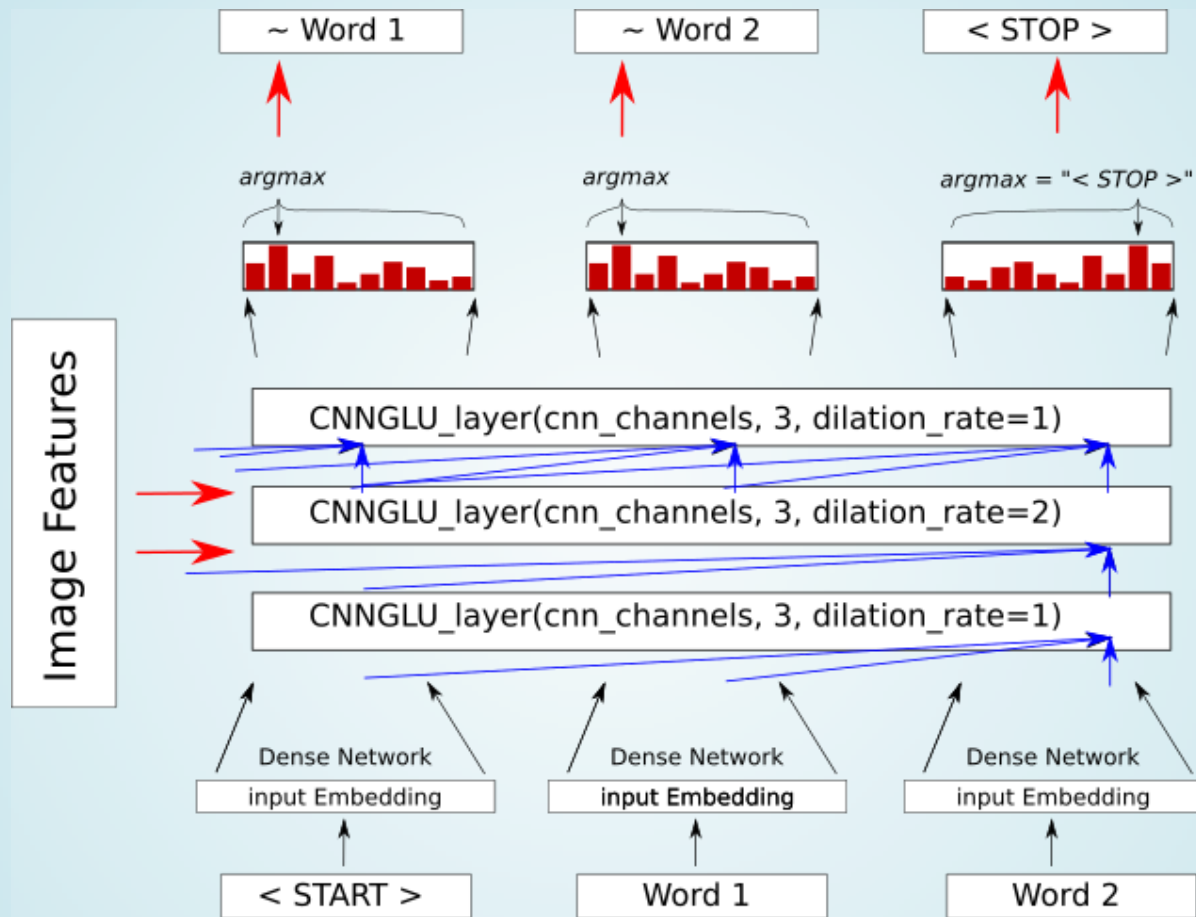 ~ Word 1
~ Word 2
< STOP >
argmax
argmax
argmax = "< STOP >"
Image Features
CNNGLU_layer(cnn_channels, 3, dilation_rate=1)
CNNGLU_layer(cnn_channels, 3, dilation_rate=2)
CNNGLU_layer(cnn_channels, 3, dilation_rate=1)
Dense Network
Dense Network
Dense Network
input Embedding
input Embedding
input Embedding
< START >
Word 1
Word 2